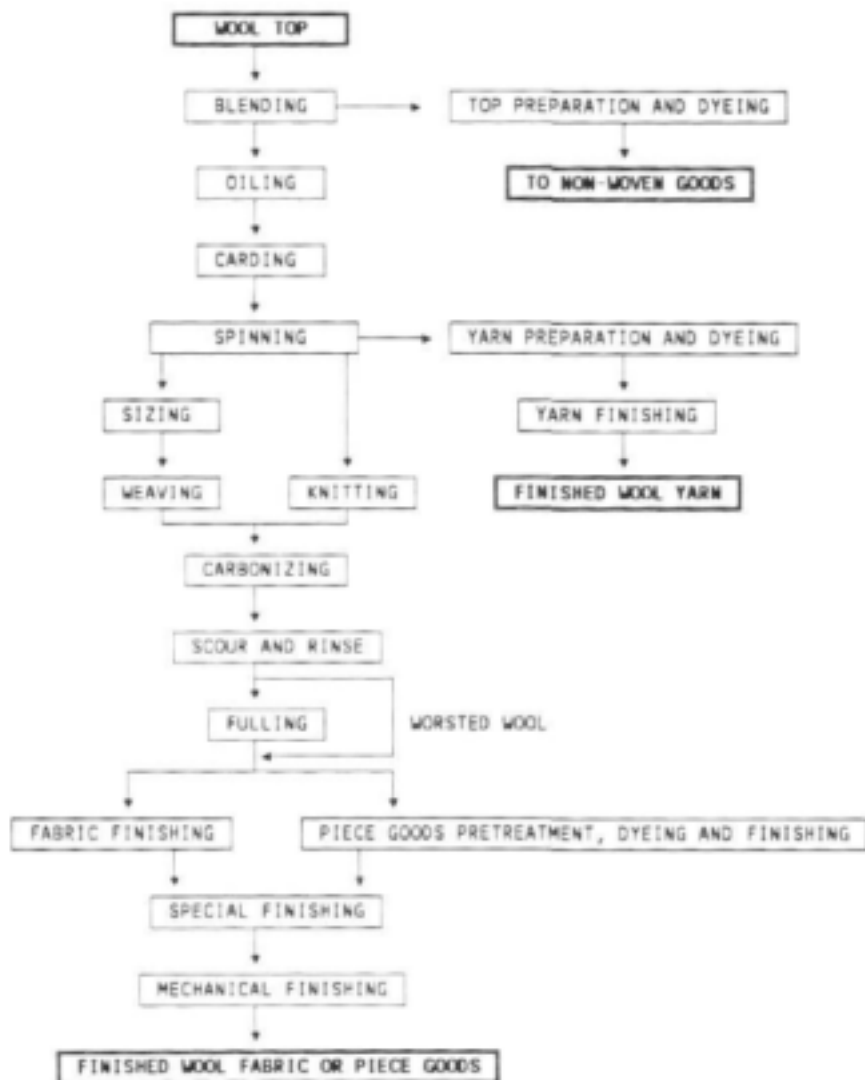 WOOL TOP
BLENDING
TOP PREPARATION AND DYEING
OILING
TO NON-WOVEN GOODS
CARDING
SPINNING
YARN PREPARATION AND DYEING
SIZING
YARN FINISHING
WEAVING
KNITTING
FINISHED WOOL YARN
CARBONIZING
SCOUR AND RINSE
FULLING
WORSTED WOOL
FABRIC FINISHING
PIECE GOODS PRETREATMENT, DYEING AND FINISHING
SPECIAL FINISHING
MECHANICAL FINISHING
FINISHED WOOL FABRIC OR PIECE GOODS